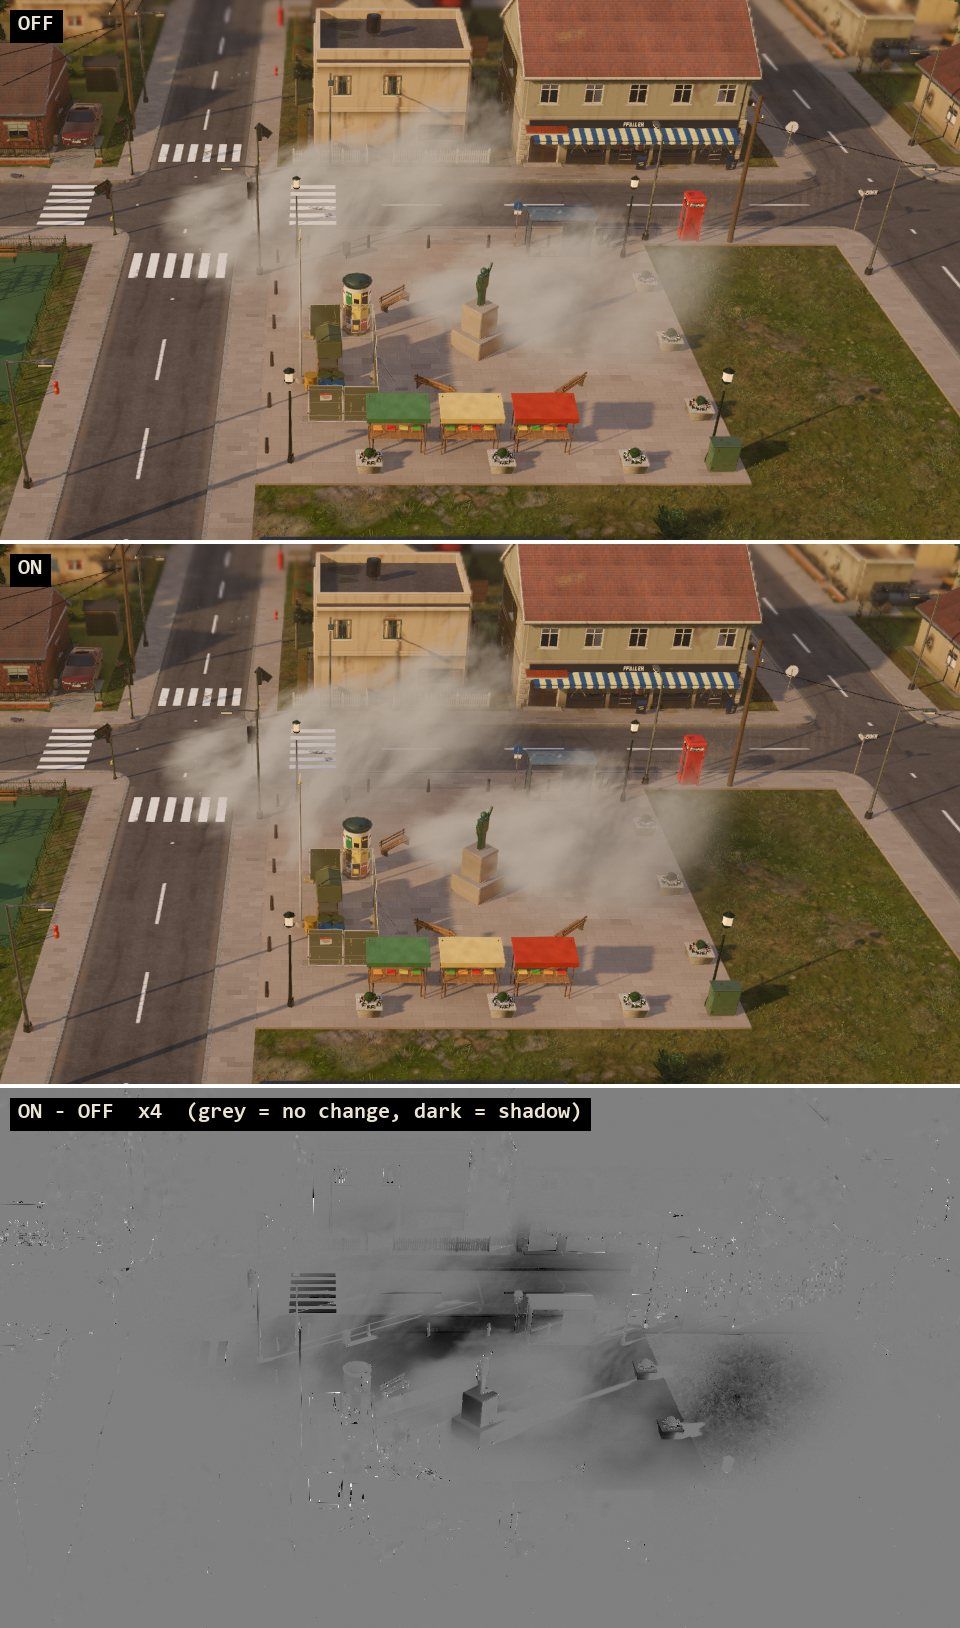 OFF
ON
ON - OFF  x4  (grey = no change, dark = shadow)